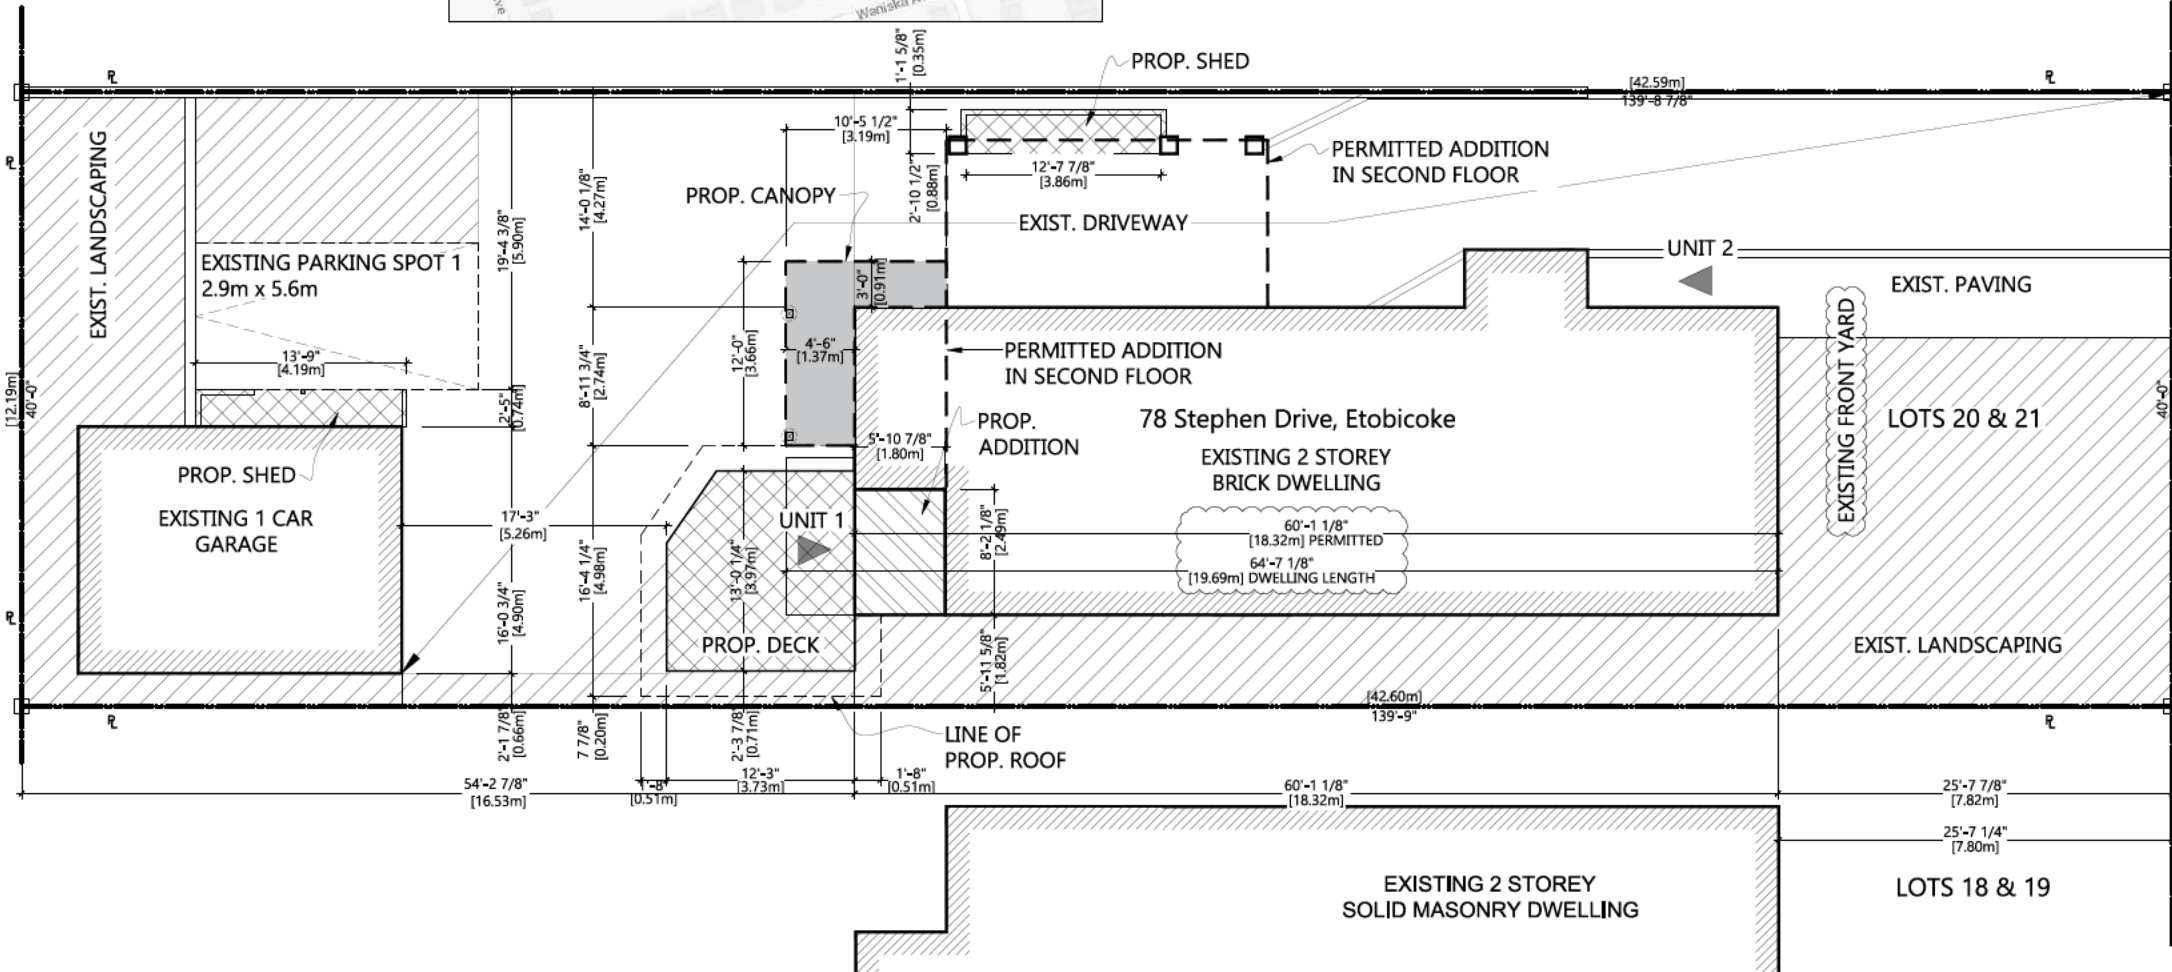 Waniska A
ve.
PROP. SHED
1'-1 5/8"
[0.35m]
[42.59m]
139'-8 7/8"
10'-5 1/2"
[3.19m]
PERMITTED ADDITION
IN SECOND FLOOR
12'-7 7/8"
[3.86m]
2'-10 1/2"
[0.88m]
14'-0 1/8"
[4.27m]
19'-4 3/8"
[5.90m]
PROP. CANOPY
EXIST. DRIVEWAY
EXIST. LANDSCAPING
EXISTING PARKING SPOT 1
2.9m x 5.6m
UNIT 2
EXIST. PAVING
3'-0"
[0.91m]
13'-9"
[4.19m]
12'-0"
[3.66m]
4'-6"
[1.37m]
8'-11 3/4"
[2.74m]
PERMITTED ADDITION
IN SECOND FLOOR
EXISTING FRONT YARD
[12.19m]
40'-0"
40'-0"
2'-5"
[0.74m]
78 Stephen Drive, Etobicoke
LOTS 20 & 21
PROP.
ADDITION
5'-10 7/8"
[1.80m]
EXISTING 2 STOREY
BRICK DWELLING
PROP. SHED
EXISTING 1 CAR
GARAGE
17'-3"
[5.26m]
UNIT 1
8'-2 1/8"
[2.49m]
60'-1 1/8"
[18.32m] PERMITTED
64'-7 1/8"
[19.69m] DWELLING LENGTH
16'-4 1/4"
[4.98m]
16'-0 3/4"
[4.90m]
13'-0 1/4"
[3.97m]
PROP. DECK
5'-11 5/8"
[1.82m]
EXIST. LANDSCAPING
[42.60m]
139'-9"
2'-1 7/8"
[0.66m]
7 7/8"
[0.20m]
2'-3 7/8"
[0.71m]
LINE OF
PROP. ROOF
54'-2 7/8"
[16.53m]
1'-8"
[0.51m]
12'-3"
[3.73m]
1'-8"
[0.51m]
60'-1 1/8"
[18.32m]
25'-7 7/8"
[7.82m]
25'-7 1/4"
[7.80m]
EXISTING 2 STOREY
SOLID MASONRY DWELLING
LOTS 18 & 19